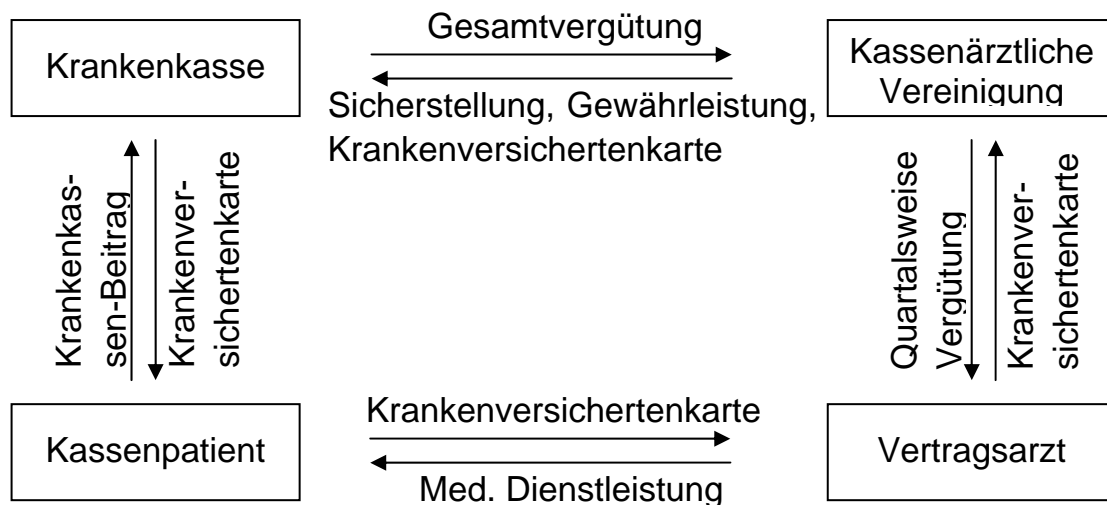 Gesamtvergütung
Krankenkasse
Kassenärztliche
Vereinigung
Sicherstellung, Gewährleistung,
Krankenversichertenkarte
Krankenkas-
sen-Beitrag
Krankenver-
sichertenkarte
Quartalsweise
Vergütung
Krankenver-
sichertenkarte
Krankenversichertenkarte
Kassenpatient
Vertragsarzt
Med. Dienstleistung